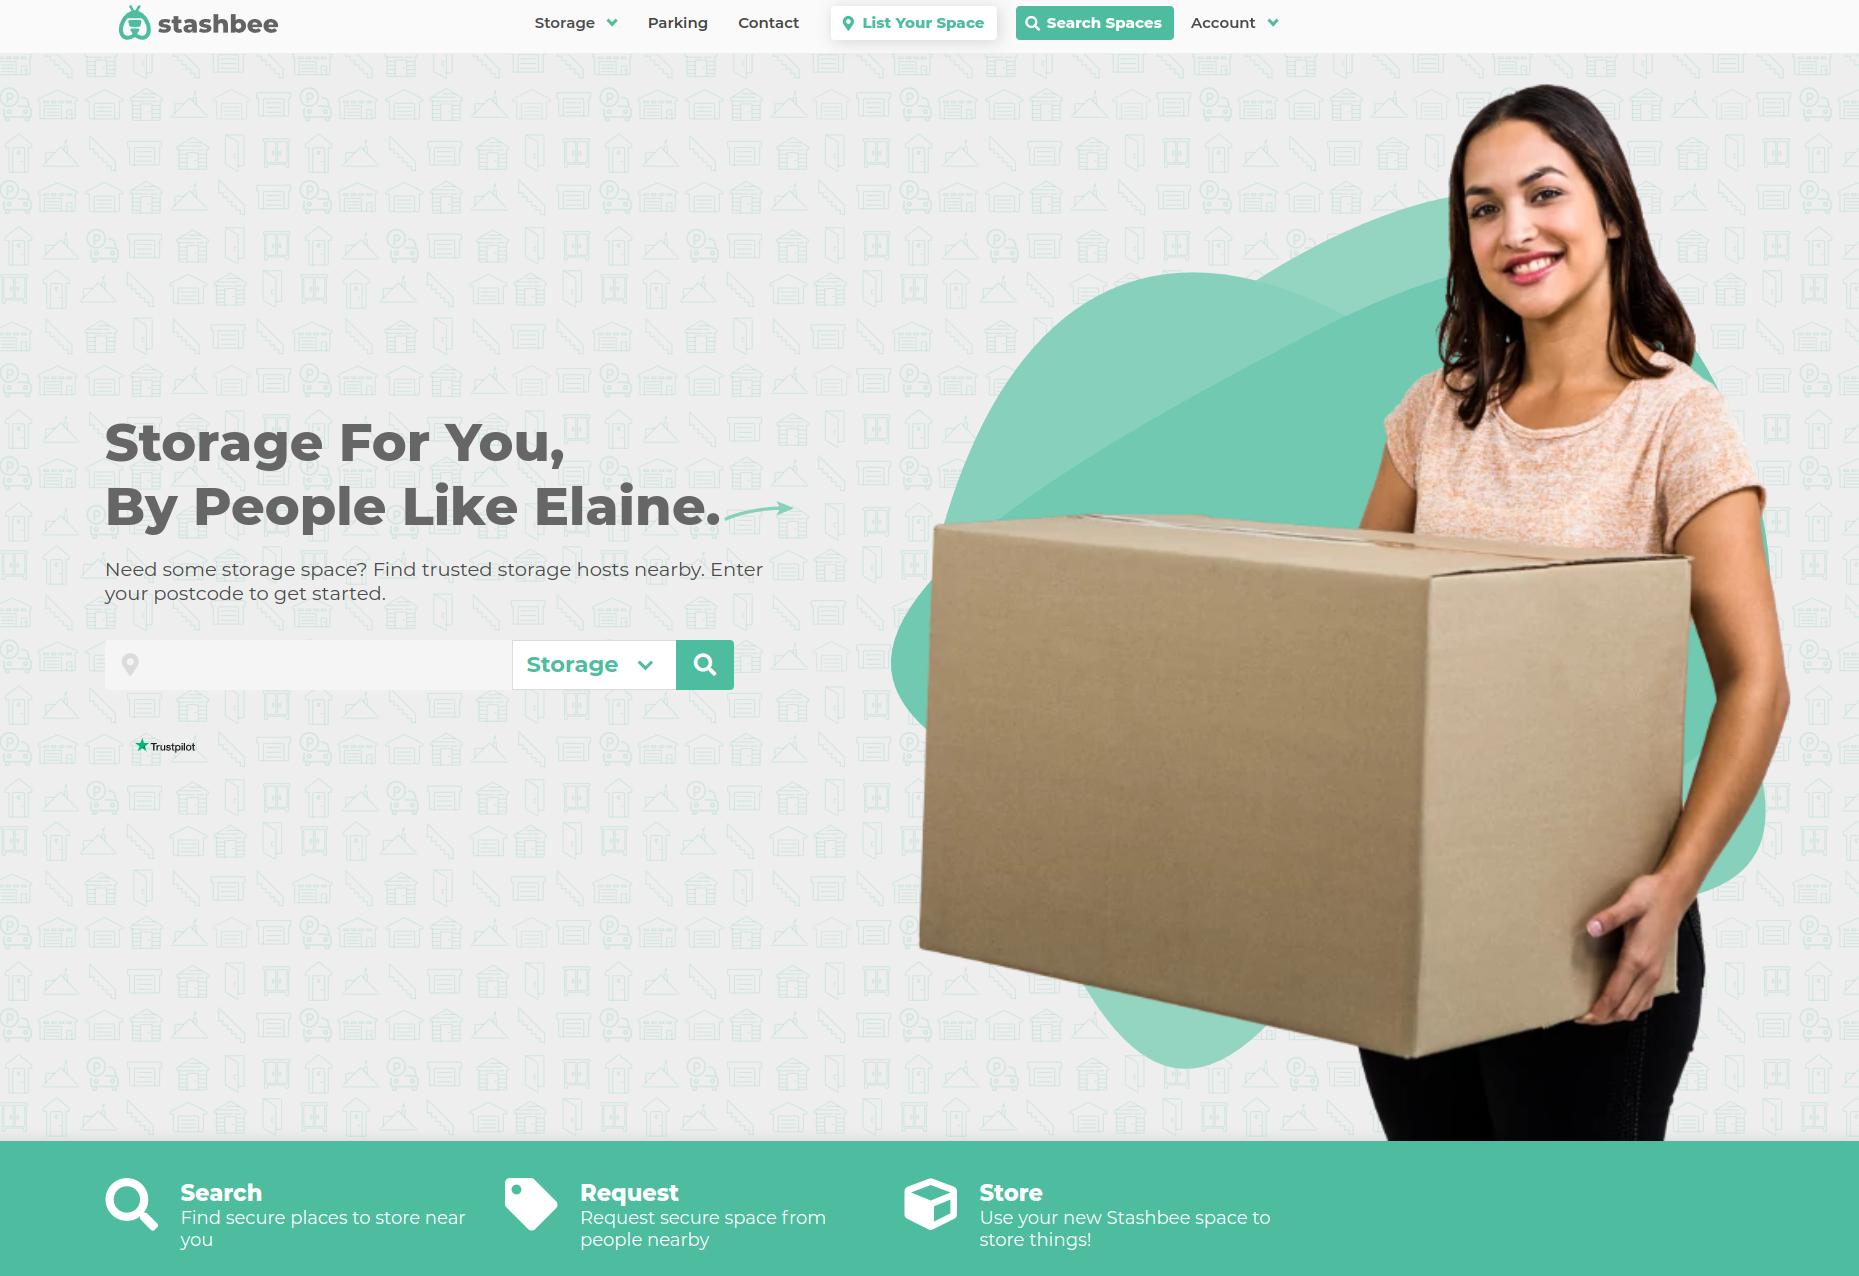 stashbee
Storage
Parking
Contact
List Your Space
Search Spaces
Account
Storage For You,
By People Like Elaine.
Need some storage space? Find trusted storage hosts nearby. Enter
your postcode to get started.
Storage
Trustpilot
Search
Find secure places to store near
you
Request
Request secure space from
people nearby
Store
Use your new Stashbee space to
store things!